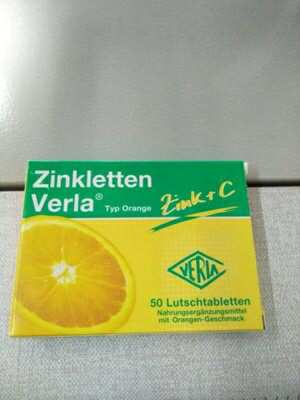 Zinkletten
Verla® Typ Orange
Zink + C
VERLA
50 Lutschtabletten
Nahrungsergänzungsmittel
mit Orangen-Geschmack